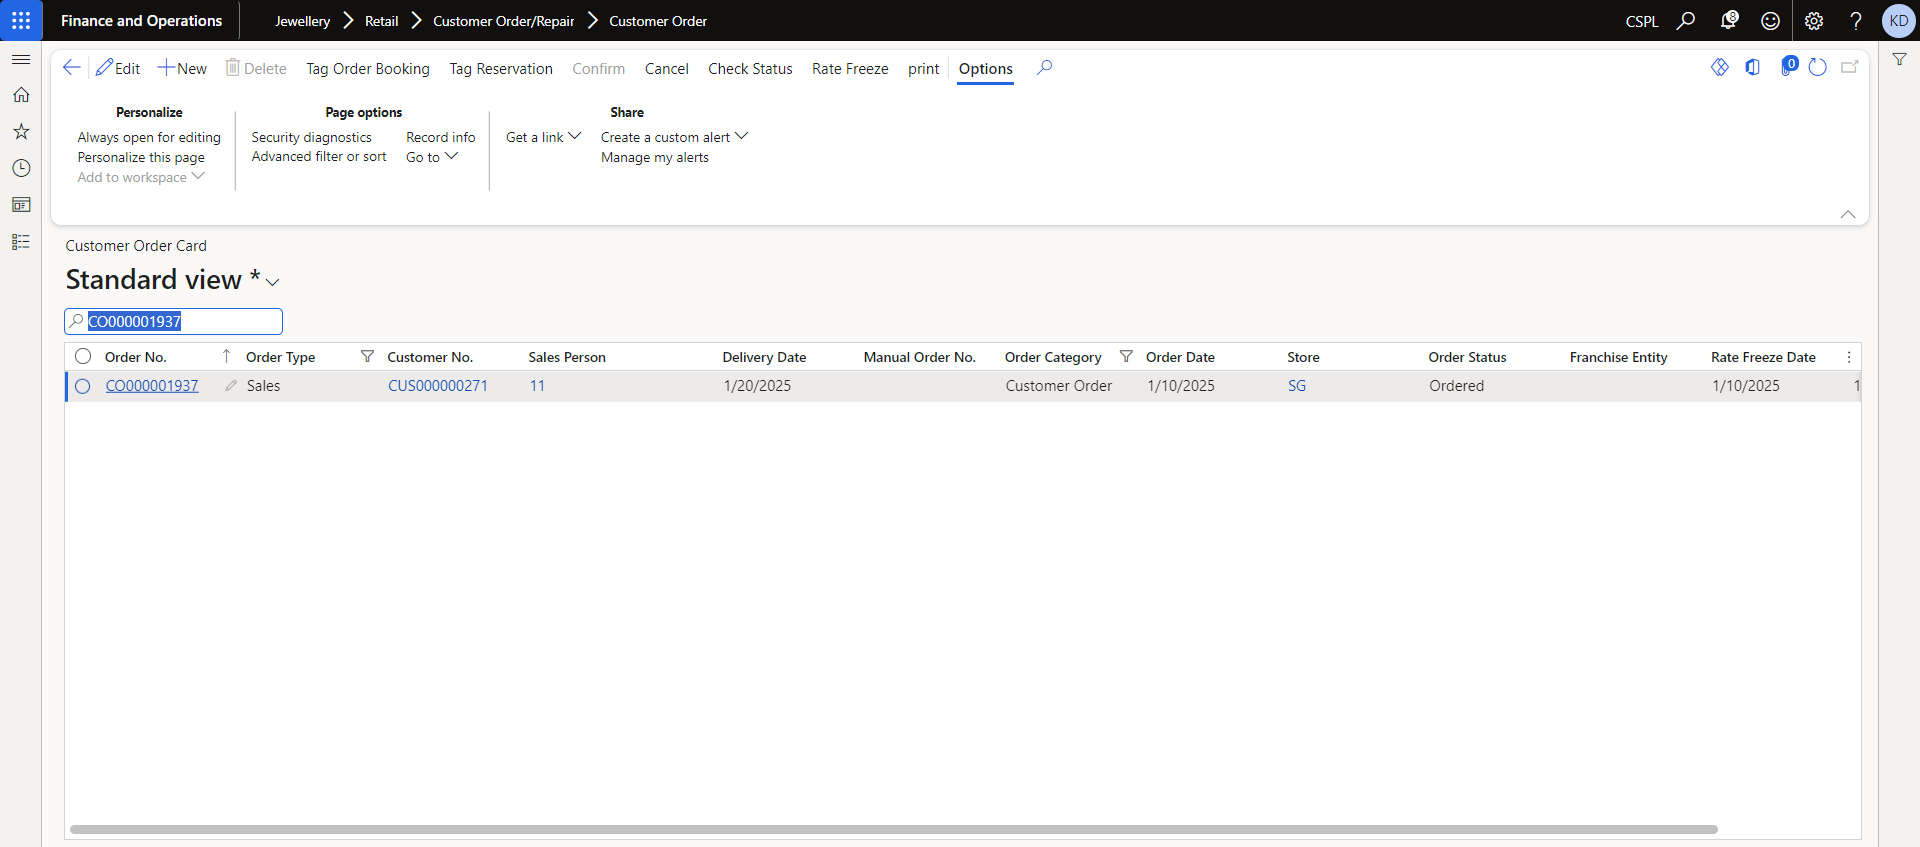 Finance and Operations
Jewellery Retail Customer Order/Repair Customer Order
CSPL 8 ? KD
Edit New Delete Tag Order Booking Tag Reservation Confirm Cancel Check Status Rate Freeze print Options 0
Personalize Page options Share
Always open for editing Security diagnostics Record info Get a link Create a custom alert
Personalize this page Advanced filter or sort Go to Manage my alerts
Add to workspace
Customer Order Card
Standard view *
CO000001937
Order No. Order Type Customer No. Sales Person Delivery Date Manual Order No. Order Category Order Date Store Order Status Franchise Entity Rate Freeze Date
CO000001937 Sales CUS000000271 11 1/20/2025 Customer Order 1/10/2025 SG Ordered 1/10/2025 1